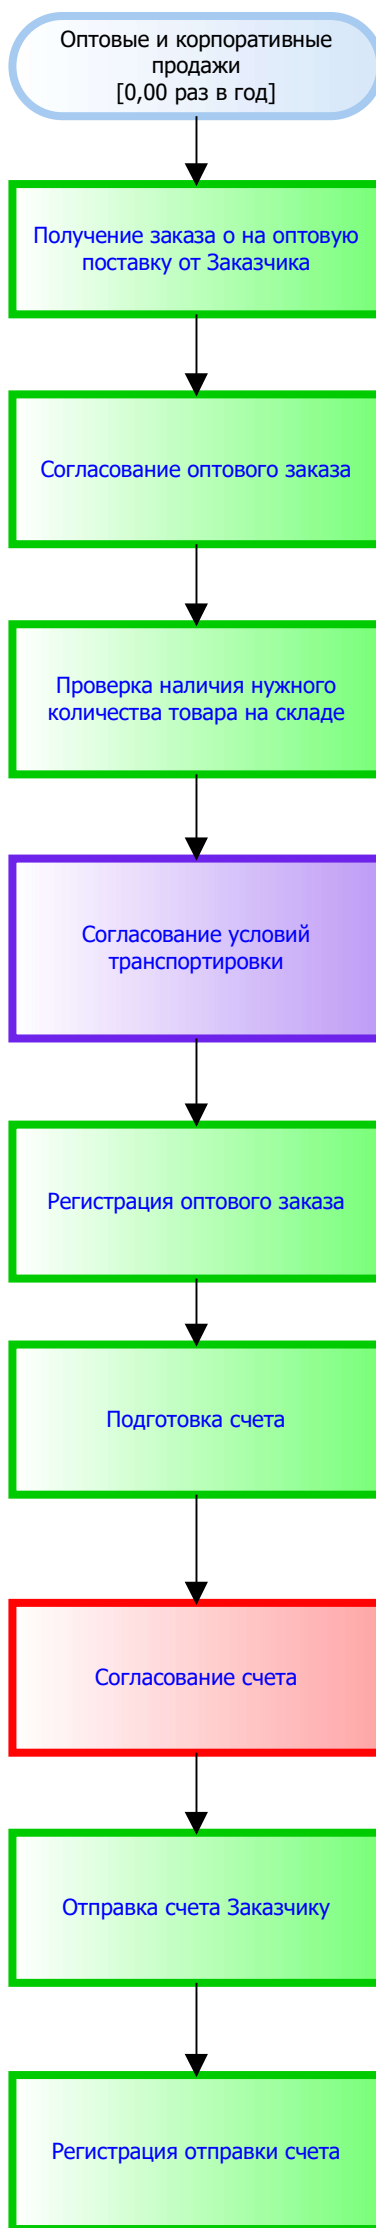 Оптовые и корпоративные
продажи
[0,00 раз в год]
Получение заказа о на оптовую
поставку от Заказчика
Согласование оптового заказа
Проверка наличия нужного
количества товара на складе
Согласование условий
транспортировки
Регистрация оптового заказа
Подготовка счета
Согласование счета
Отправка счета Заказчику
Регистрация отправки счета